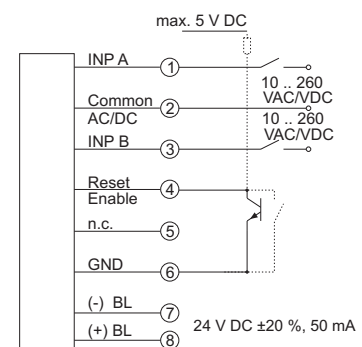 max. 5 V DC
INP A
1
10 .. 260
VAC/VDC
Common
AC/DC
2
10 .. 260
VAC/VDC
INP B
3
Reset
Enable
4
n.c.
5
GND
6
(-) BL
7
24 V DC ±20 %, 50 mA
(+) BL
8